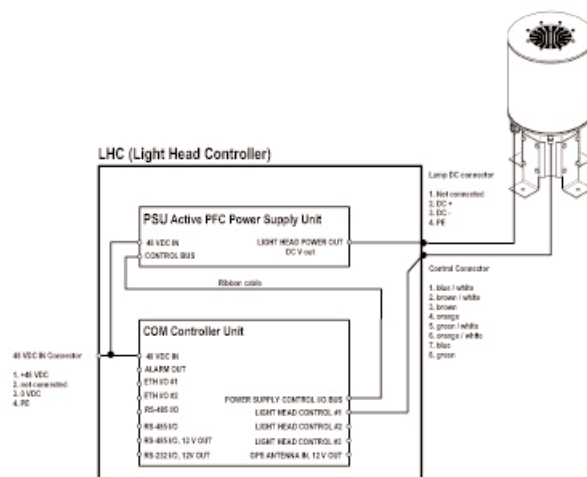 LHC (Light Head Controller)
Lamp DC connector
1. Not connected
2. DC +
3. DC -
4. PE
PSU Active PFC Power Supply Unit
48 VDC IN
CONTROL BUS
LIGHT HEAD POWER OUT
DC V out
Ribbon cable
Control Connector
1. blue / white
2. brown / white
3. brown
4. orange
5. green / white
6. orange / white
7. blue
8. green
COM Controller Unit
48 VDC IN
ALARM OUT
ETH I/O #1
ETH I/O #2
RS-485 I/O
RS-485 I/O
RS-485 I/O, 12 V OUT
RS-232 I/O, 12V OUT
POWER SUPPLY CONTROL I/O BUS
LIGHT HEAD CONTROL #1
LIGHT HEAD CONTROL #2
LIGHT HEAD CONTROL #3
GPS ANTENNA IN, 12 V OUT
48 VDC IN Connector
1. +48 VDC
2. not connected
3. 0 VDC
4. PE